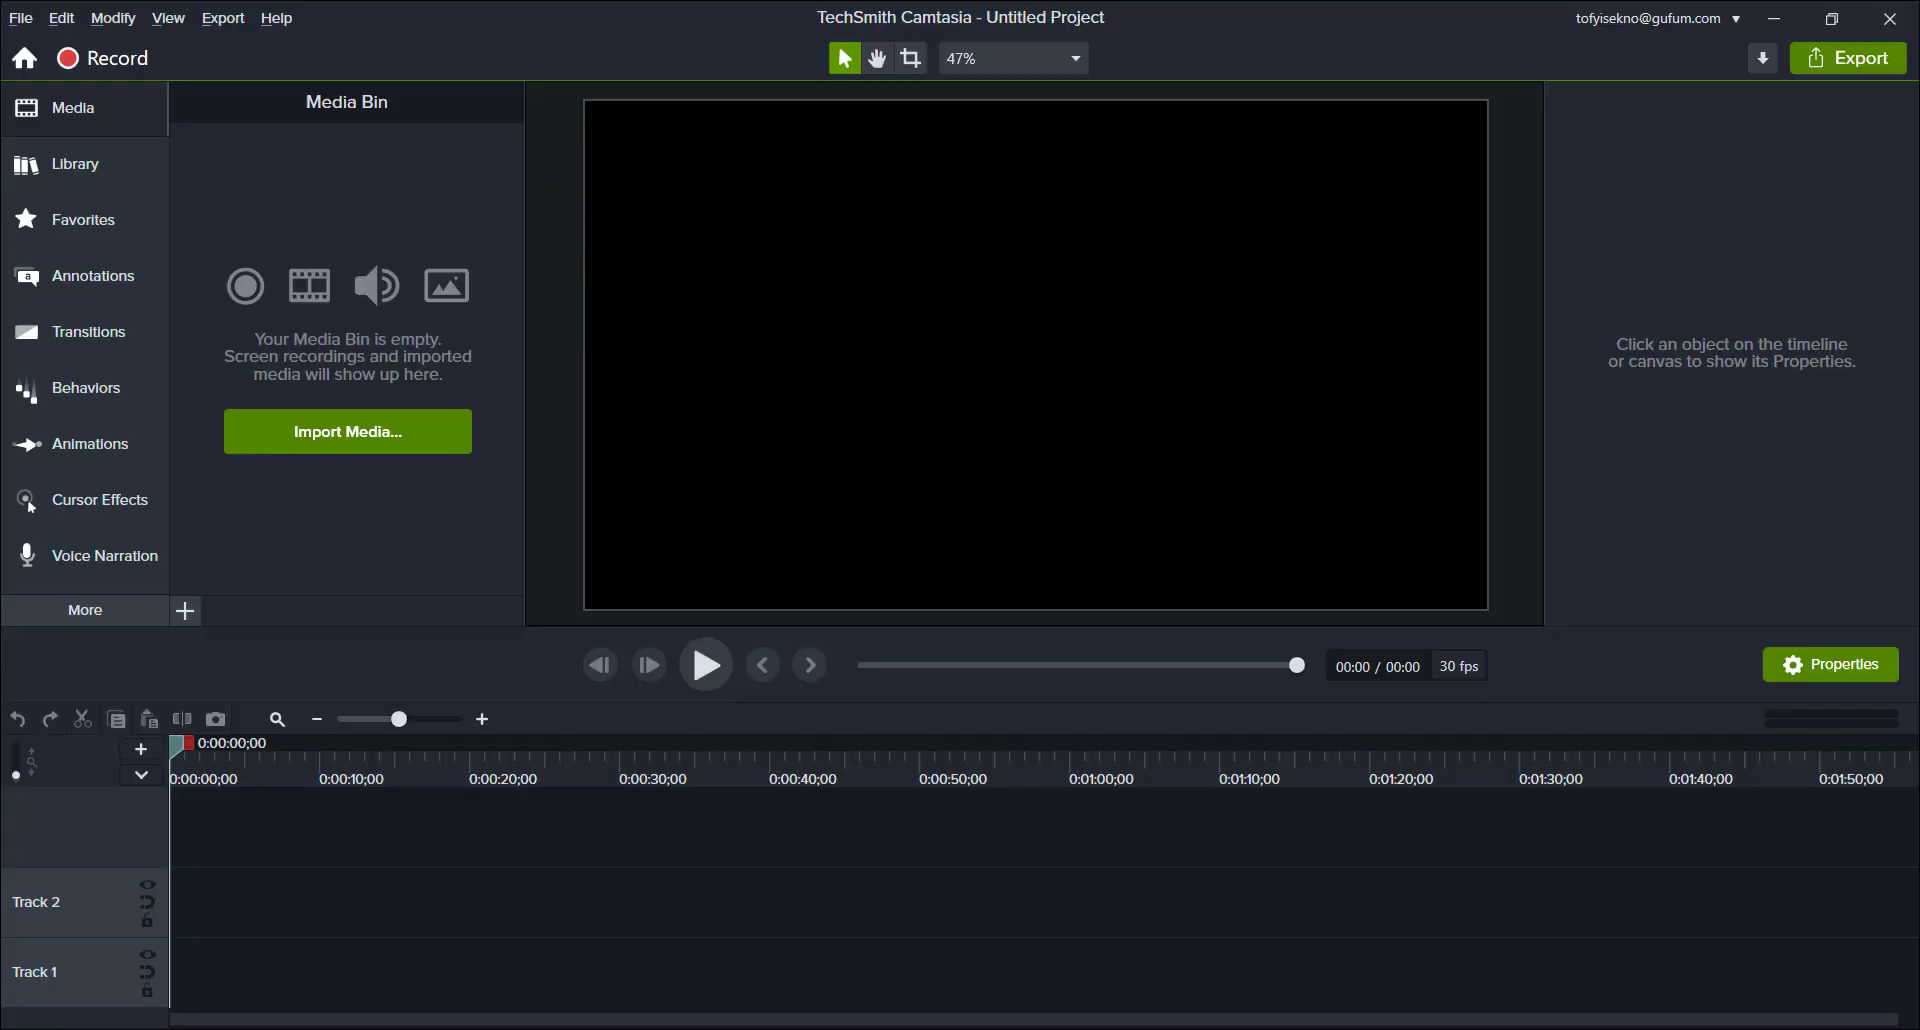 File Edit Modify View Export Help
TechSmith Camtasia - Untitled Project
tofyisekno@gufum.com
Record
47%
Export
Media
Media Bin
Library
Favorites
a
Annotations
Transitions
Behaviors
Animations
Cursor Effects
Voice Narration
More
Your Media Bin is empty.
Screen recordings and imported
media will show up here.
Import Media...
Click an object on the timeline
or canvas to show its Properties.
00:00 / 00:00 30 fps
Properties
0:00:00;00
0:00:00;00 0:00:10;00 0:00:20;00 0:00:30;00 0:00:40;00 0:00:50;00 0:01:00;00 0:01:10;00 0:01:20;00 0:01:30;00 0:01:40;00 0:01:50;00
Track 2
Track 1